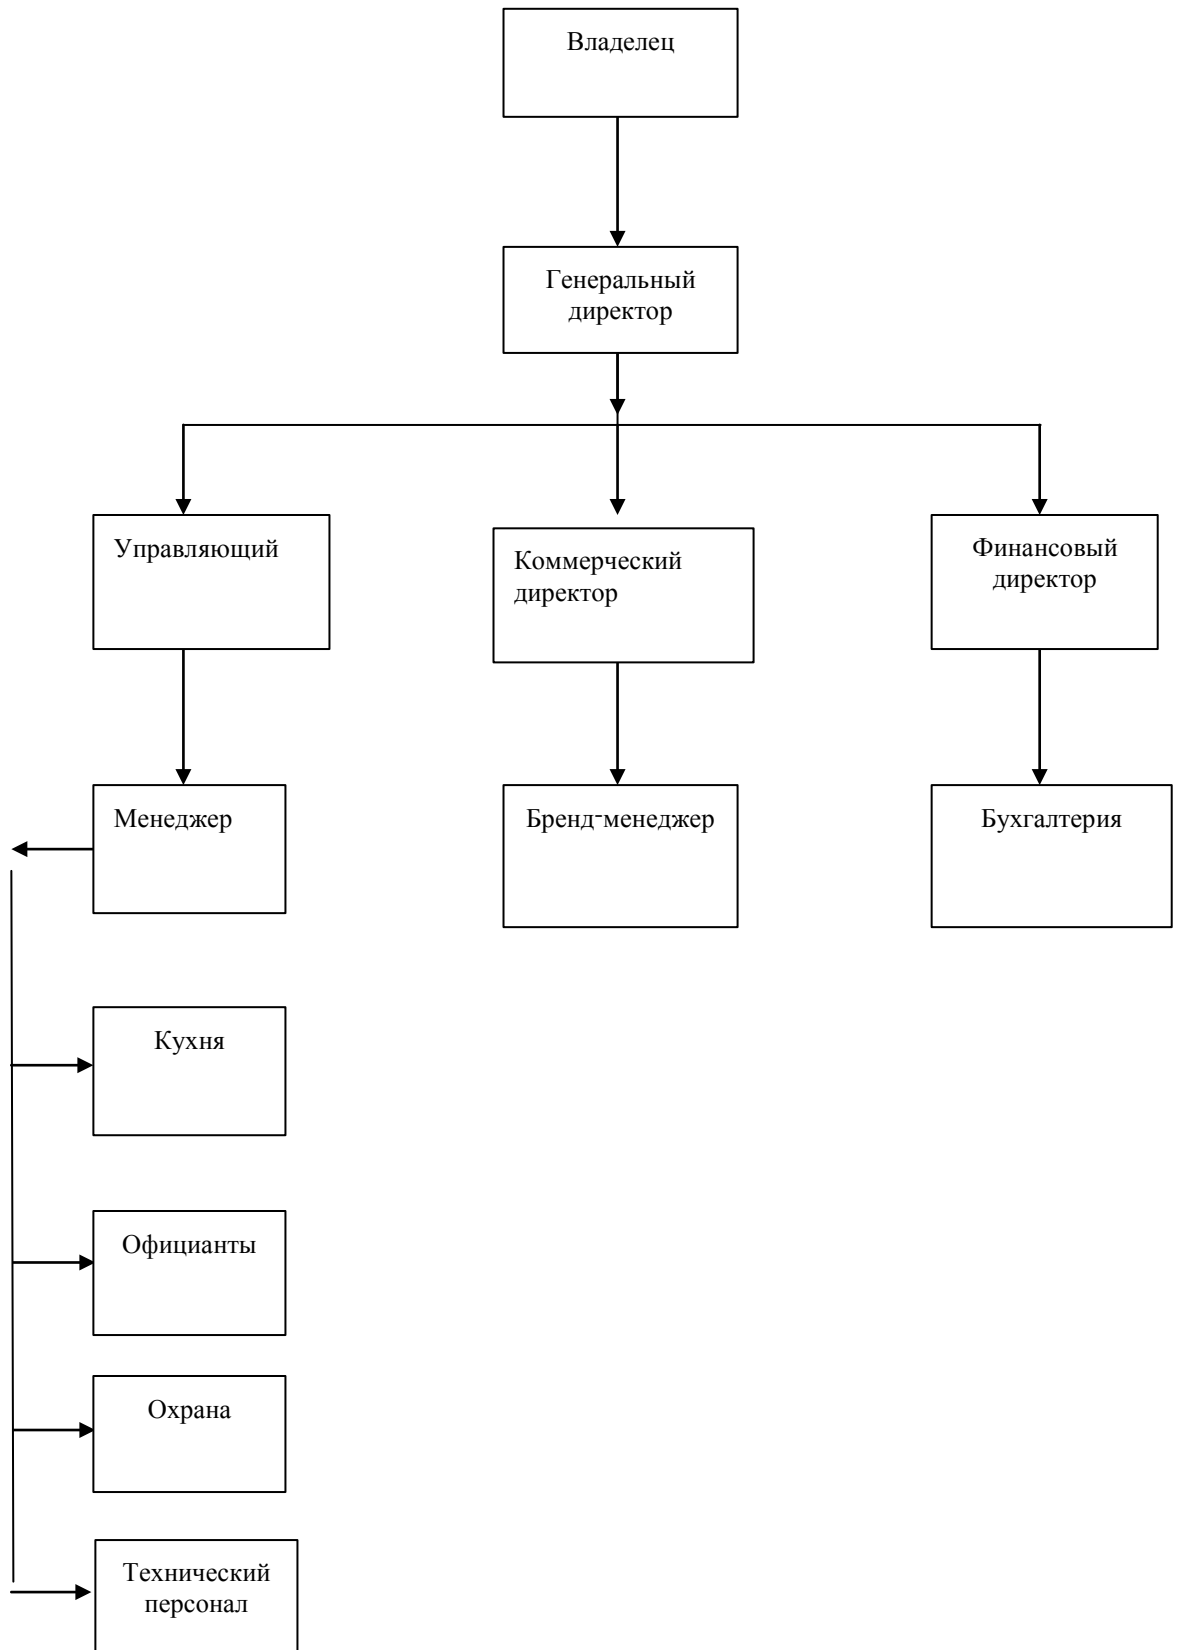 Владелец
Генеральный
директор
Управляющий
Коммерческий
директор
Финансовый
директор
Менеджер
Бренд-менеджер
Бухгалтерия
Кухня
Официанты
Охрана
Технический
персонал